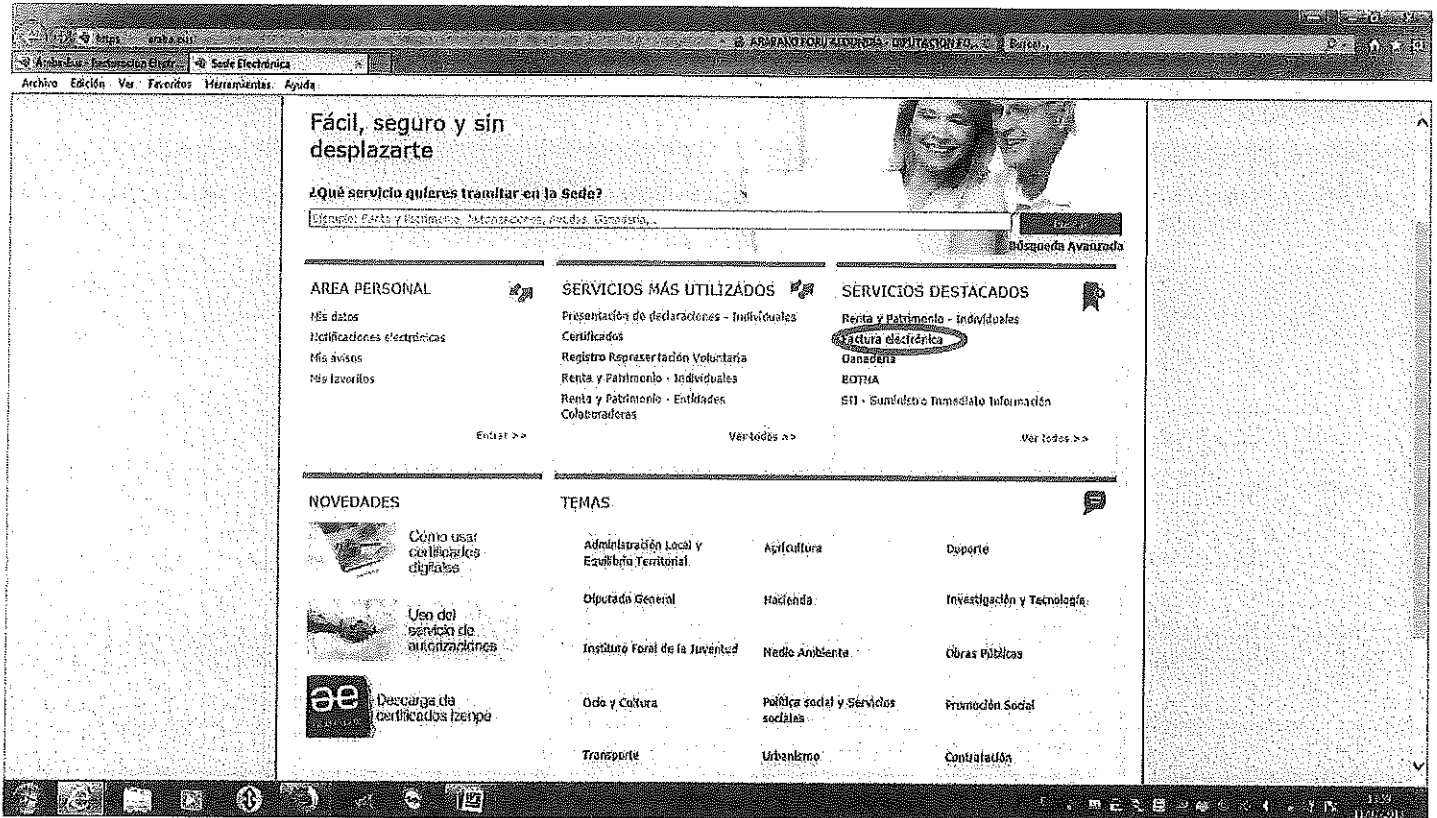 Sede Electrónica
Archivo Edición Ver Favoritos Herramientas Ayuda
Fácil, seguro y sin
desplazarte
¿Qué servicio quieres tramitar en la Sede?
Búsqueda Avanzada
AREA PERSONAL
Mis datos
Notificaciones electrónicas
Mis avisos
Mis favoritos
Entrar >>
SERVICIOS MÁS UTILIZADOS
Presentación de declaraciones - Individuales
Certificados
Registro Representación Voluntaria
Renta y Patrimonio - Individuales
Renta y Patrimonio - Entidades
Colaboradoras
Ver todos >>
SERVICIOS DESTACADOS
Renta y Patrimonio - Individuales
Factura electrónica
Ganadería
BOTHA
SII - Suministro Inmediato Información
Ver todos >>
NOVEDADES
Cómo usar
certificados
digitales
Uso del
servicio de
autorizaciones
Descarga de
certificados Izenpe
TEMAS
Administración Local y
Equilibrio Territorial
Agricultura
Deporte
Diputado General
Hacienda
Investigación y Tecnología
Instituto Foral de la Juventud
Medio Ambiente
Obras Públicas
Ocio y Cultura
Política social y Servicios
sociales
Promoción Social
Transporte
Urbanismo
Contratación